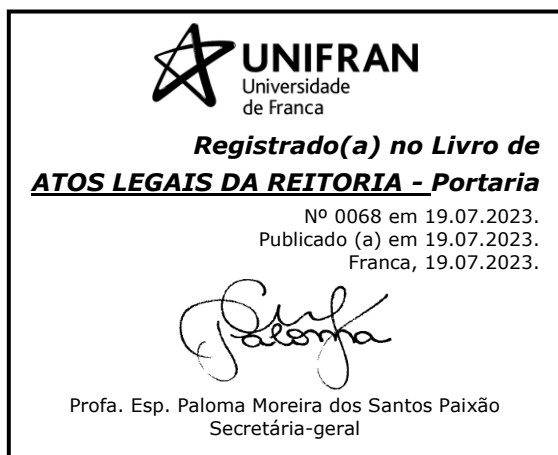 UNIFRAN
Universidade
de Franca
Registrado(a) no Livro de
ATOS LEGAIS DA REITORIA - Portaria
Nº 0068 em 19.07.2023.
Publicado (a) em 19.07.2023.
Franca, 19.07.2023.
Paloma
Profa. Esp. Paloma Moreira dos Santos Paixão
Secretária-geral